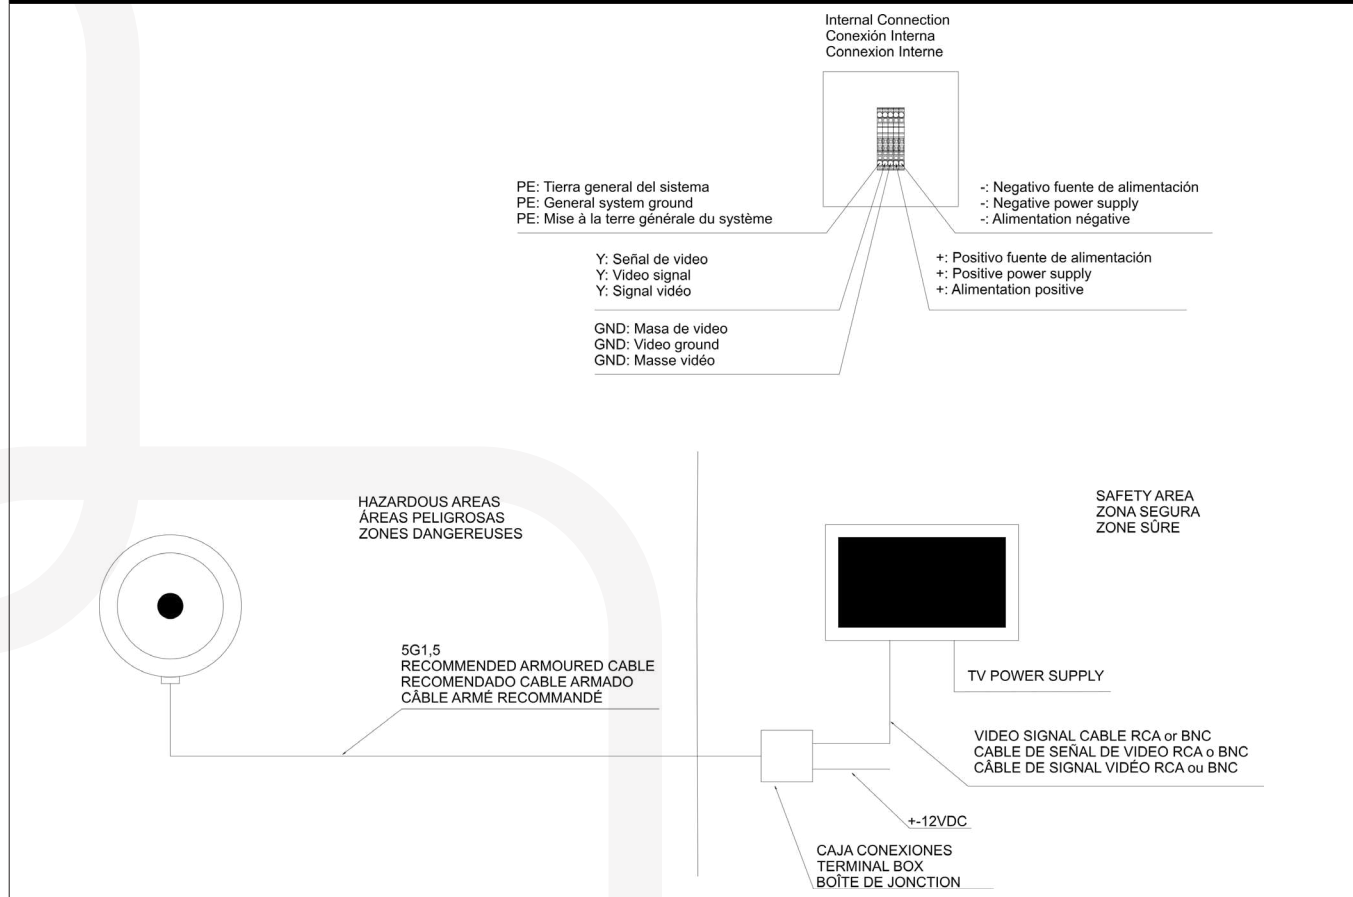 Internal Connection
Conexión Interna
Connexion Interne
PE: Tierra general del sistema
PE: General system ground
PE: Mise à la terre générale du système
-: Negativo fuente de alimentación
-: Negative power supply
-: Alimentation négative
Y: Señal de video
Y: Video signal
Y: Signal vidéo
+: Positivo fuente de alimentación
+: Positive power supply
+: Alimentation positive
GND: Masa de video
GND: Video ground
GND: Masse vidéo
HAZARDOUS AREAS
ÁREAS PELIGROSAS
ZONES DANGEREUSES
SAFETY AREA
ZONA SEGURA
ZONE SÛRE
5G1,5
RECOMMENDED ARMOURED CABLE
RECOMENDADO CABLE ARMADO
CÂBLE ARMÉ RECOMMANDÉ
TV POWER SUPPLY
VIDEO SIGNAL CABLE RCA or BNC
CABLE DE SEÑAL DE VIDEO RCA o BNC
CÂBLE DE SIGNAL VIDÉO RCA ou BNC
+-12VDC
CAJA CONEXIONES
TERMINAL BOX
BOÎTE DE JONCTION